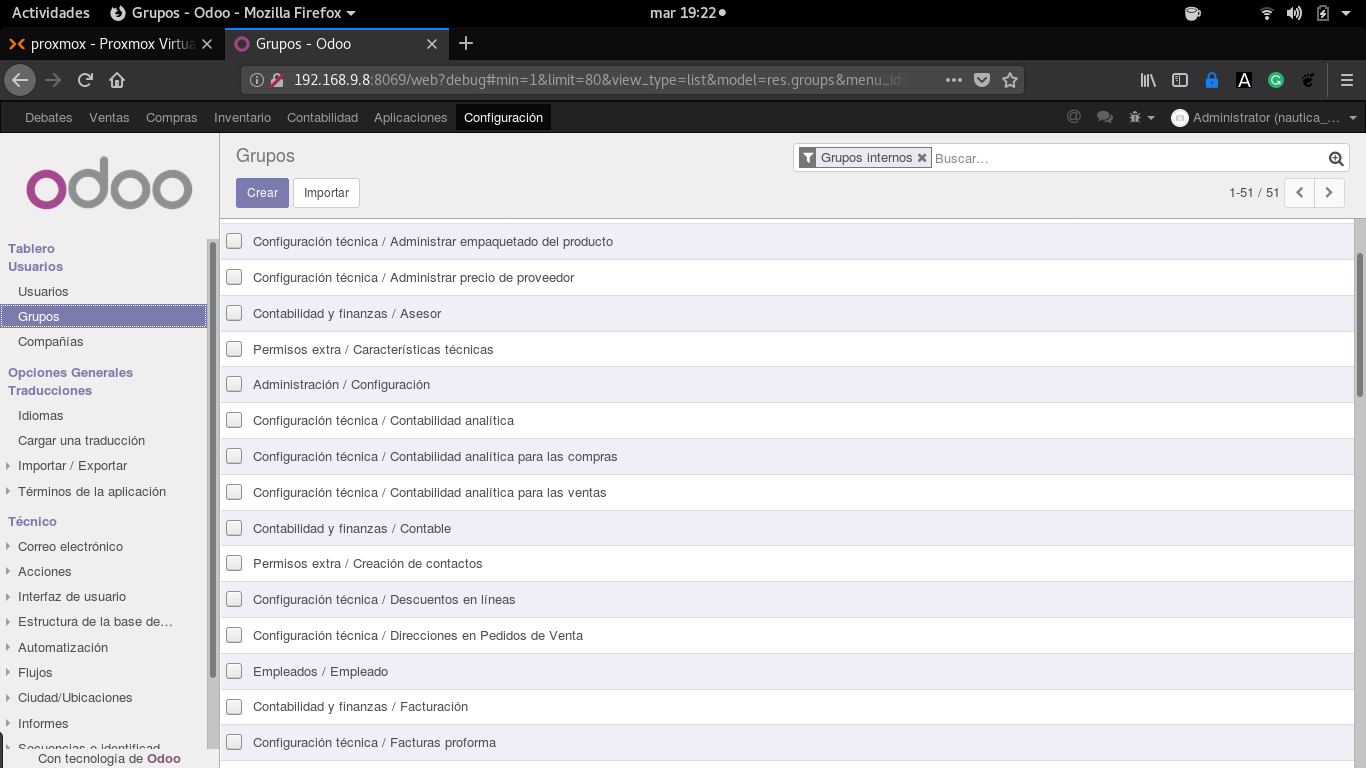 Actividades Grupos - Odoo - Mozilla Firefox mar 19:22
proxmox - Proxmox Virtua Grupos - Odoo
192.168.9.8:8069/web?debug#min=1&limit=80&view_type=list&model=res.groups&menu_id=
Debates Ventas Compras Inventario Contabilidad Aplicaciones Configuración Administrator (nautica_...
odoo
Tablero
Usuarios
Usuarios
Grupos
Compañías
Opciones Generales
Traducciones
Idiomas
Cargar una traducción
Importar / Exportar
Términos de la aplicación
Técnico
Correo electrónico
Acciones
Interfaz de usuario
Estructura de la base de...
Automatización
Flujos
Ciudad/Ubicaciones
Informes
Secuencias e identificad
Con tecnología de Odoo
Grupos
Grupos internos Buscar...
Crear Importar 1-51 / 51
Configuración técnica / Administrar empaquetado del producto
Configuración técnica / Administrar precio de proveedor
Contabilidad y finanzas / Asesor
Permisos extra / Características técnicas
Administración / Configuración
Configuración técnica / Contabilidad analítica
Configuración técnica / Contabilidad analítica para las compras
Configuración técnica / Contabilidad analítica para las ventas
Contabilidad y finanzas / Contable
Permisos extra / Creación de contactos
Configuración técnica / Descuentos en líneas
Configuración técnica / Direcciones en Pedidos de Venta
Empleados / Empleado
Contabilidad y finanzas / Facturación
Configuración técnica / Facturas proforma